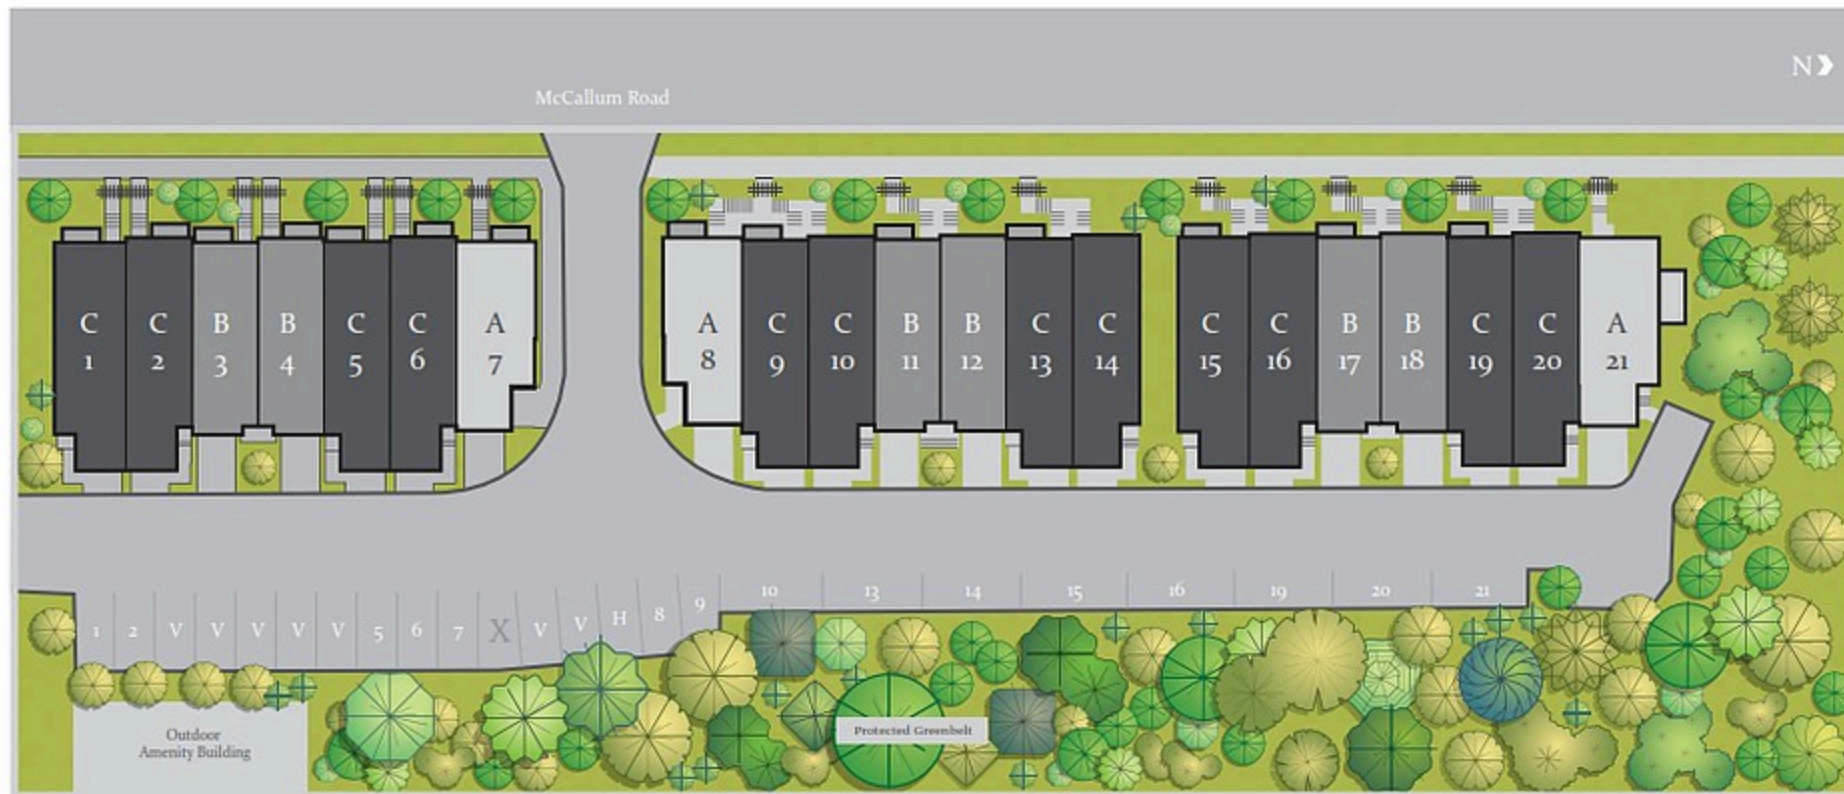 N
McCallum Road
C C B B C C A A C C B B C C C C B B C C A
1 2 3 4 5 6 7 8 9 10 11 12 13 14 15 16 17 18 19 20 21
1 2 V V V V V 5 6 7 X V V H 8 9 10 13 14 15 16 19 20 21
Outdoor
Amenity Building
Protected Greenbelt